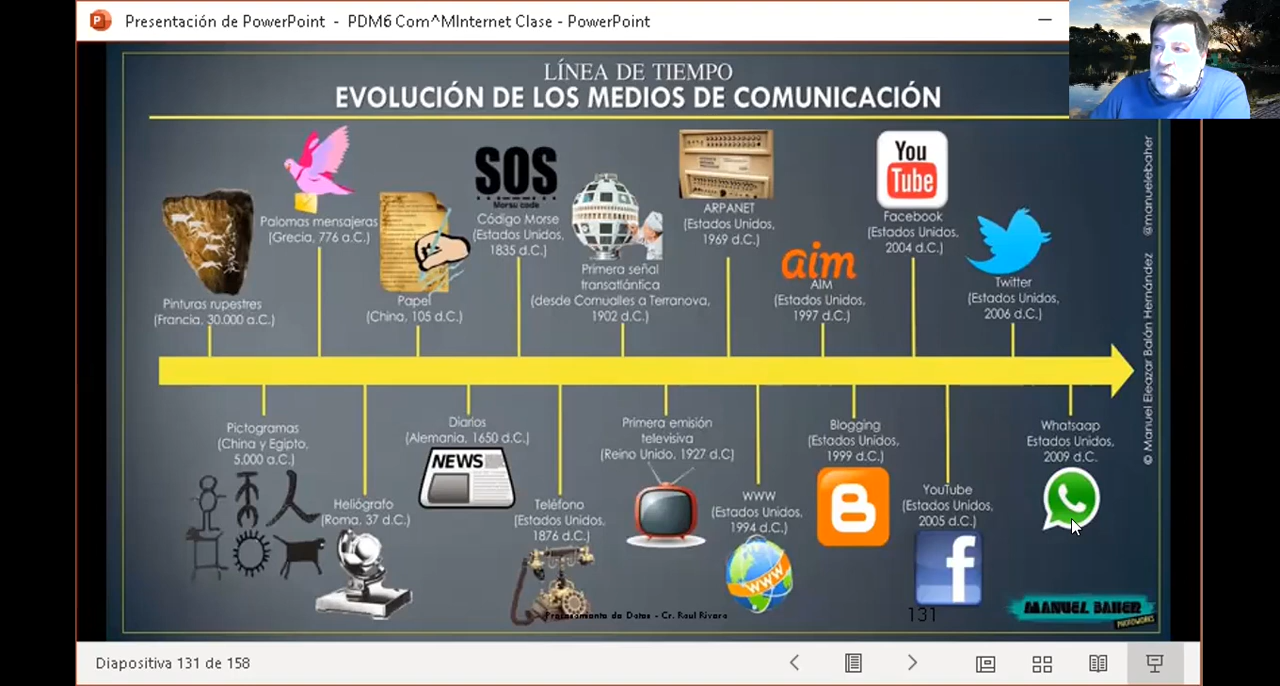 Presentación de PowerPoint - PDM6 Com^MInternet Clase - PowerPoint
LÍNEA DE TIEMPO
EVOLUCIÓN DE LOS MEDIOS DE COMUNICACIÓN
Pinturas rupestres
(Francia, 30.000 a.C.)
Palomas mensajeras
(Grecia, 776 a.C.)
Papel
(China, 105 d.C.)
SOS
Morse code
Código Morse
(Estados Unidos,
1835 d.C.)
Primera señal
transatlántica
(desde Cornualles a Terranova,
1902 d.C.)
ARPANET
(Estados Unidos,
1969 d.C.)
aim
AIM
(Estados Unidos,
1997 d.C.)
You
Tube
Facebook
(Estados Unidos,
2004 d.C.)
Twitter
(Estados Unidos,
2006 d.C.)
© Manuel Eleazar Balán Hernández @manuelebaher
Pictogramas
(China y Egipto,
5.000 a.C.)
Heliógrafo
(Roma, 37 d.C.)
Diarios
(Alemania, 1650 d.C.)
NEWS
Teléfono
(Estados Unidos,
1876 d.C.)
Primera emisión
televisiva
(Reino Unido, 1927 d.C)
WWW
(Estados Unidos,
1994 d.C.)
WWW
Blogging
(Estados Unidos,
1999 d.C.)
B
YouTube
(Estados Unidos,
2005 d.C.)
f
Whatsaap
Estados Unidos,
2009 d.C.
MANUEL BAHER
Procesamiento de Datos - Cr. Raul Rivero
131
Diapositiva 131 de 158